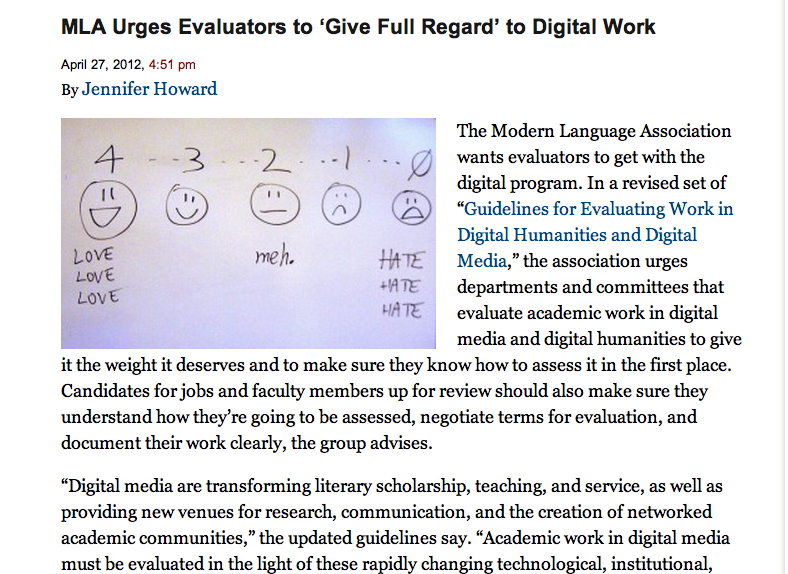 MLA Urges Evaluators to ‘Give Full Regard’ to Digital Work
April 27, 2012, 4:51 pm
By Jennifer Howard
4 - - 3 - - - 2 - - - 1 - - - 0
LOVE
LOVE
LOVE
meh.
HATE
HATE
HATE
The Modern Language Association
wants evaluators to get with the
digital program. In a revised set of
“Guidelines for Evaluating Work in
Digital Humanities and Digital
Media,” the association urges
departments and committees that
evaluate academic work in digital
media and digital humanities to give
it the weight it deserves and to make sure they know how to assess it in the first place.
Candidates for jobs and faculty members up for review should also make sure they
understand how they’re going to be assessed, negotiate terms for evaluation, and
document their work clearly, the group advises.
“Digital media are transforming literary scholarship, teaching, and service, as well as
providing new venues for research, communication, and the creation of networked
academic communities,” the updated guidelines say. “Academic work in digital media
must be evaluated in the light of these rapidly changing technological, institutional,